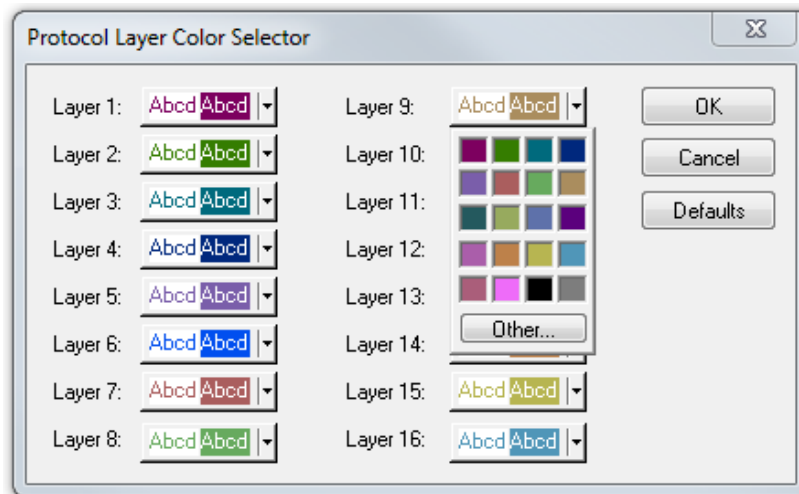 Protocol Layer Color Selector
Layer 1: Abcd Abcd
Layer 2: Abcd Abcd
Layer 3: Abcd Abcd
Layer 4: Abcd Abcd
Layer 5: Abcd Abcd
Layer 6: Abcd Abcd
Layer 7: Abcd Abcd
Layer 8: Abcd Abcd
Layer 9: Abcd Abcd
Layer 10:
Layer 11:
Layer 12:
Layer 13:
Layer 14:
Layer 15: Abcd Abcd
Layer 16: Abcd Abcd
Other...
OK
Cancel
Defaults